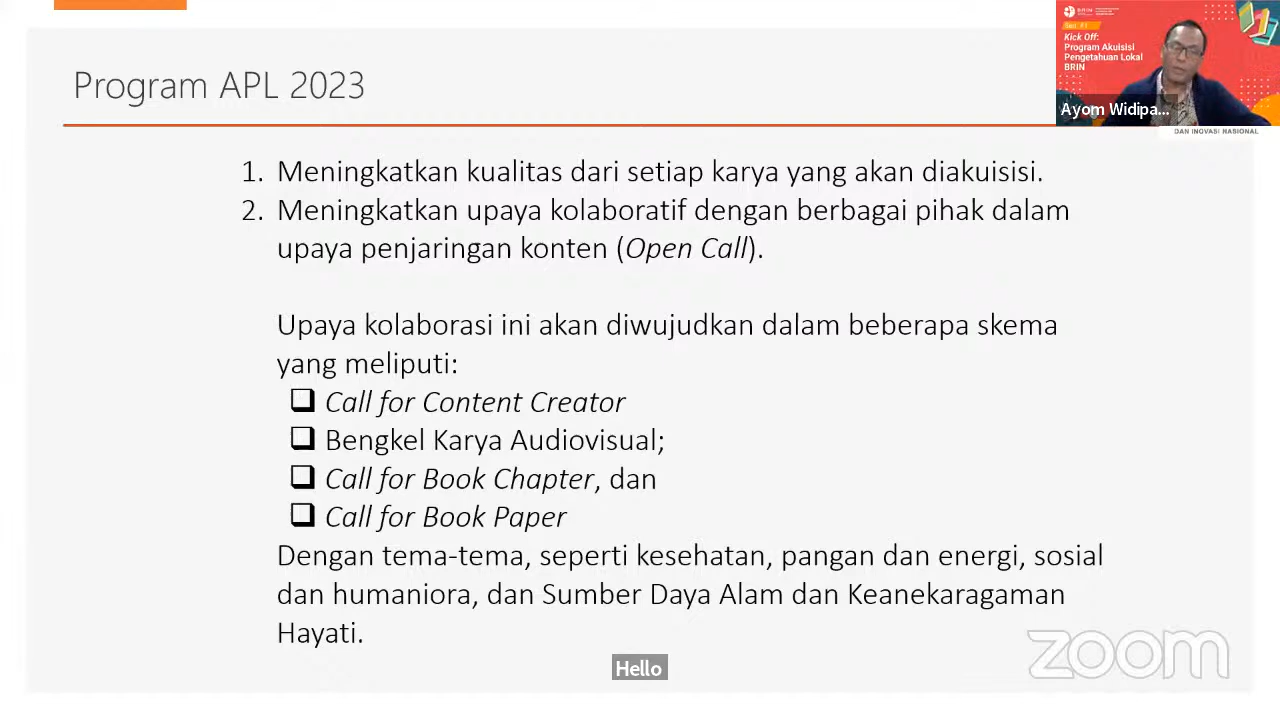 Program APL 2023
BRIN
Kick Off:
Program Akuisisi
Pengetahuan Lokal
BRIN
Ayom Widipa...
DAN INOVASI NASIONAL
1. Meningkatkan kualitas dari setiap karya yang akan diakuisisi.
2. Meningkatkan upaya kolaboratif dengan berbagai pihak dalam
upaya penjaringan konten (Open Call).
Upaya kolaborasi ini akan diwujudkan dalam beberapa skema
yang meliputi:
Call for Content Creator
Bengkel Karya Audiovisual;
Call for Book Chapter, dan
Call for Book Paper
Dengan tema-tema, seperti kesehatan, pangan dan energi, sosial
dan humaniora, dan Sumber Daya Alam dan Keanekaragaman
Hayati.
zoom
Hello